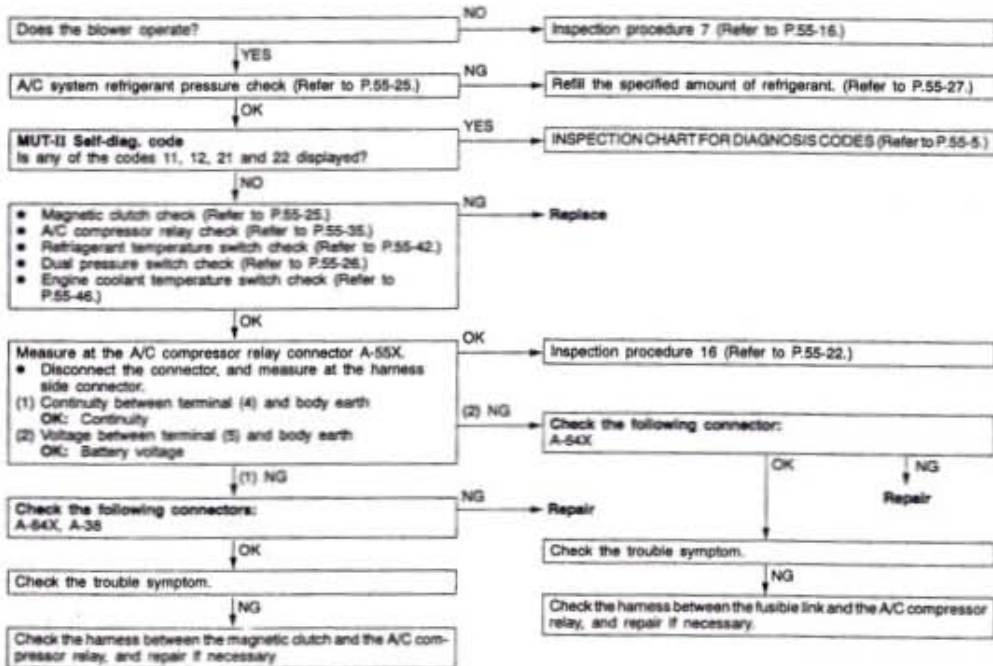 Does the blower operate?
NO
Inspection procedure 7 (Refer to P.55-16.)
YES
A/C system refrigerant pressure check (Refer to P.55-25.)
NG
Refill the specified amount of refrigerant. (Refer to P.55-27.)
OK
MUT-II Self-diag. code
Is any of the codes 11, 12, 21 and 22 displayed?
YES
INSPECTION CHART FOR DIAGNOSIS CODES (Refer to P.55-5.)
NO
● Magnetic clutch check (Refer to P.55-25.)
● A/C compressor relay check (Refer to P.55-35.)
● Refriagerant temperature switch check (Refer to P.55-42.)
● Dual pressure switch check (Refer to P.55-26.)
● Engine coolant temperature switch check (Refer to
P.55-46.)
NG
Replace
OK
Measure at the A/C compressor relay connector A-55X.
● Disconnect the connector, and measure at the harness
side connector.
(1) Continuity between terminal (4) and body earth
OK: Continuity
(2) Voltage between terminal (5) and body earth
OK: Battery voltage
OK
Inspection procedure 16 (Refer to P.55-22.)
(2) NG
Check the following connector:
A-64X
OK
NG
Repair
Check the trouble symptom.
NG
Check the harness between the fusible link and the A/C compressor
relay, and repair if necessary.
(1) NG
Check the following connectors:
A-64X, A-38
NG
Repair
OK
Check the trouble symptom.
NG
Check the harness between the magnetic clutch and the A/C com-
pressor relay, and repair if necessary